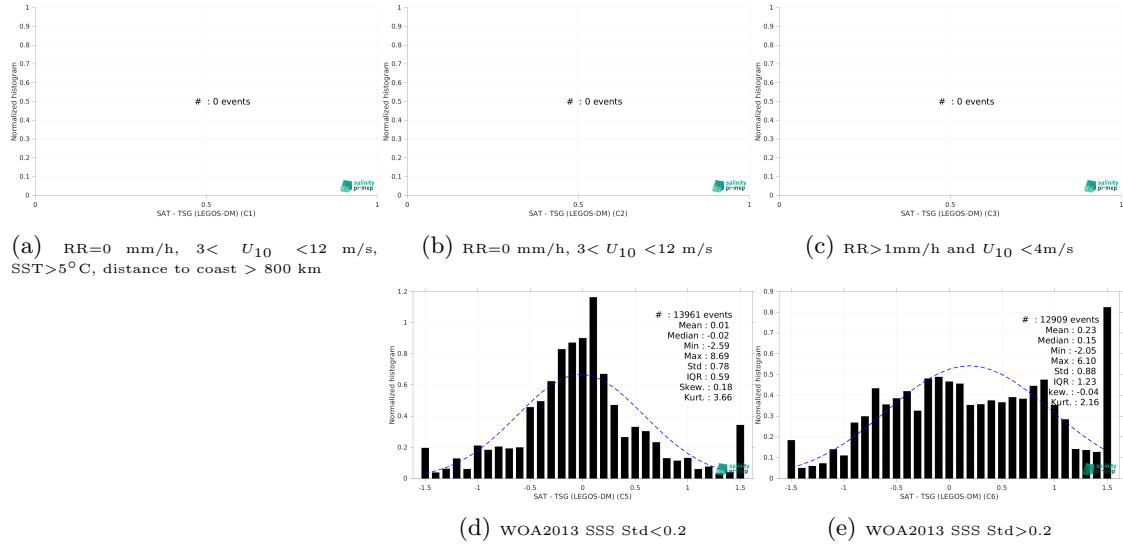 1
0.9
0.8
0.7
0.6
0.5
0.4
0.3
0.2
0.1
0
Normalized histogram
# : 0 events
0 0.5 1
SAT - TSG (LEGOS-DM) (C1)
salinity
pi-mep
1
0.9
0.8
0.7
0.6
0.5
0.4
0.3
0.2
0.1
0
Normalized histogram
# : 0 events
0 0.5 1
SAT - TSG (LEGOS-DM) (C2)
salinity
pi-mep
1
0.9
0.8
0.7
0.6
0.5
0.4
0.3
0.2
0.1
0
Normalized histogram
# : 0 events
0 0.5 1
SAT - TSG (LEGOS-DM) (C3)
salinity
pi-mep
(a) RR=0 mm/h, 3< U10 <12 m/s,
SST>5°C, distance to coast > 800 km
(b) RR=0 mm/h, 3< U10 <12 m/s
(c) RR>1mm/h and U10 <4m/s
1.2
1
0.8
0.6
0.4
0.2
0
Normalized histogram
# : 13961 events
Mean : 0.01
Median : -0.02
Min : -2.59
Max : 8.69
Std : 0.78
IQR : 0.59
Skew. : 0.18
Kurt. : 3.66
-1.5 -1 -0.5 0 0.5 1 1.5
SAT - TSG (LEGOS-DM) (C5)
salinity
pi-mep
0.9
0.8
0.7
0.6
0.5
0.4
0.3
0.2
0.1
0
Normalized histogram
# : 12909 events
Mean : 0.23
Median : 0.15
Min : -2.05
Max : 6.10
Std : 0.88
IQR : 1.23
kew. : -0.04
Kurt. : 2.16
-1.5 -1 -0.5 0 0.5 1 1.5
SAT - TSG (LEGOS-DM) (C6)
salinity
pi-mep
(d) WOA2013 SSS Std<0.2
(e) WOA2013 SSS Std>0.2